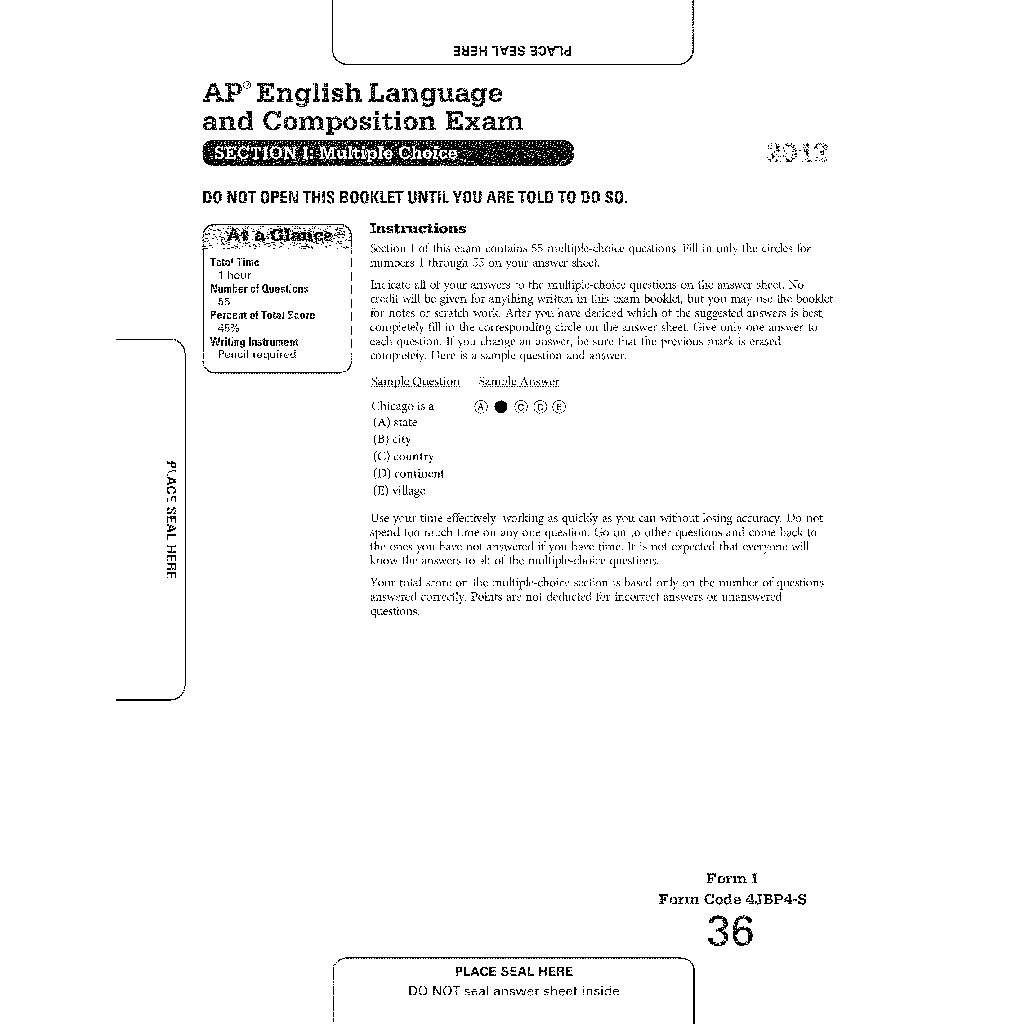 PLACE SEAL HERE
AP® English Language
and Composition Exam
SECTION I: Multiple Choice
DO NOT OPEN THIS BOOKLET UNTIL YOU ARE TOLD TO DO SO.
At a Glance
Total Time
1 hour
Number of Questions
55
Percent of Total Score
45%
Writing Instrument
Pencil required
Instructions
Section I of this exam contains 55 multiple-choice questions. Fill in only the circles for
numbers 1 through 55 on your answer sheet.
Indicate all of your answers to the multiple-choice questions on the answer sheet. No
credit will be given for anything written in this exam booklet, but you may use the booklet
for notes or scratch work. After you have decided which of the suggested answers is best,
completely fill in the corresponding circle on the answer sheet. Give only one answer to
each question. If you change an answer, be sure that the previous mark is erased
completely. Here is a sample question and answer.
Sample Question Sample Answer
Chicago is a A C D E
(A) state
(B) city
(C) country
(D) continent
(E) village
Use your time effectively, working as quickly as you can without losing accuracy. Do not
spend too much time on any one question. Go on to other questions and come back to
the ones you have not answered if you have time. It is not expected that everyone will
know the answers to all of the multiple-choice questions.
Your total score on the multiple-choice section is based only on the number of questions
answered correctly. Points are not deducted for incorrect answers or unanswered
questions.
PLACE SEAL HERE
Form I
Form Code 4JBP4-S
36
PLACE SEAL HERE
DO NOT seal answer sheet inside